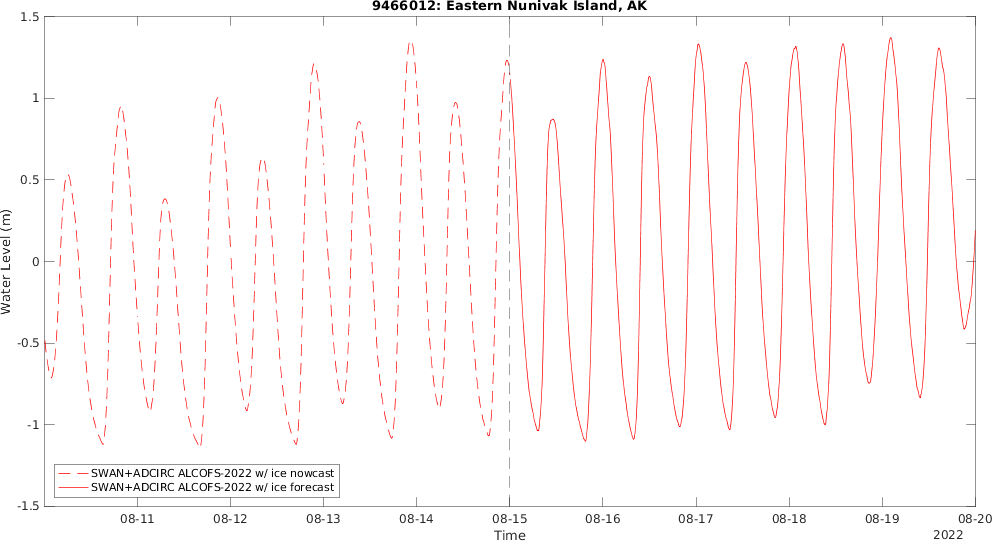 9466012: Eastern Nunivak Island, AK
1.5
1
0.5
0
-0.5
-1
-1.5
Water Level (m)
SWAN+ADCIRC ALCOFS-2022 w/ ice nowcast
SWAN+ADCIRC ALCOFS-2022 w/ ice forecast
08-11 08-12 08-13 08-14 08-15 08-16 08-17 08-18 08-19 08-20
Time
2022